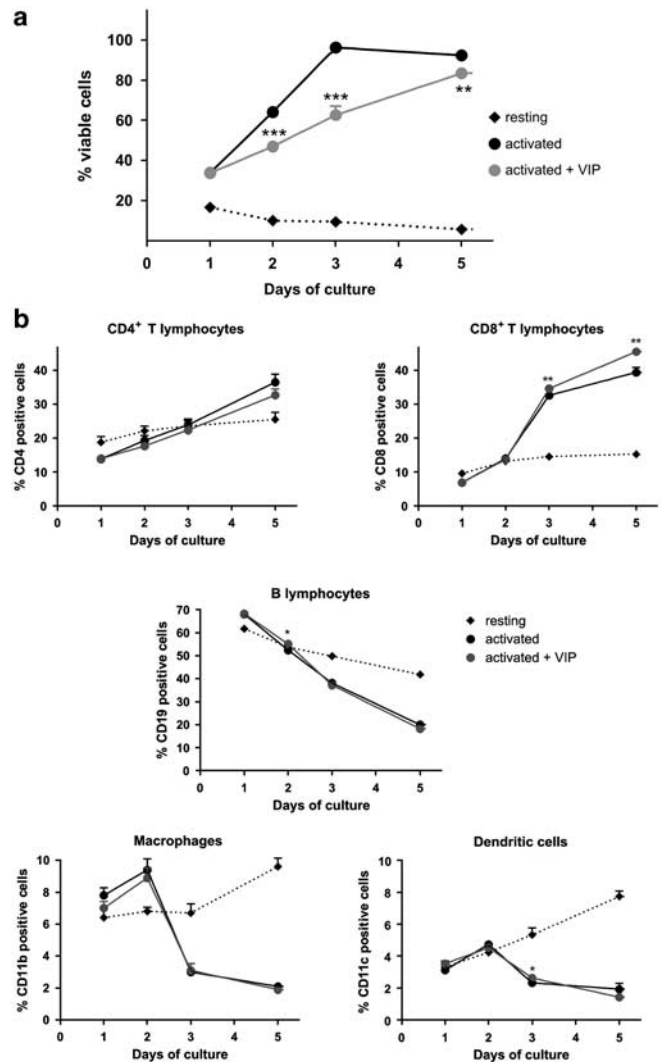 a
100
80
60
40
20
% viable cells
***
***
**
resting
activated
activated + VIP
0 1 2 3 4 5
Days of culture
b
CD4+ T lymphocytes
40
30
20
10
0
% CD4 positive cells
0 1 2 3 4 5
Days of culture
CD8+ T lymphocytes
40
30
20
10
0
% CD8 positive cells
**
**
0 1 2 3 4 5
Days of culture
B lymphocytes
70
60
50
40
30
20
10
0
% CD19 positive cells
*
resting
activated
activated + VIP
0 1 2 3 4 5
Days of culture
Macrophages
10
8
6
4
2
0
% CD11b positive cells
0 1 2 3 4 5
Days of culture
Dendritic cells
10
8
6
4
2
0
% CD11c positive cells
*
0 1 2 3 4 5
Days of culture